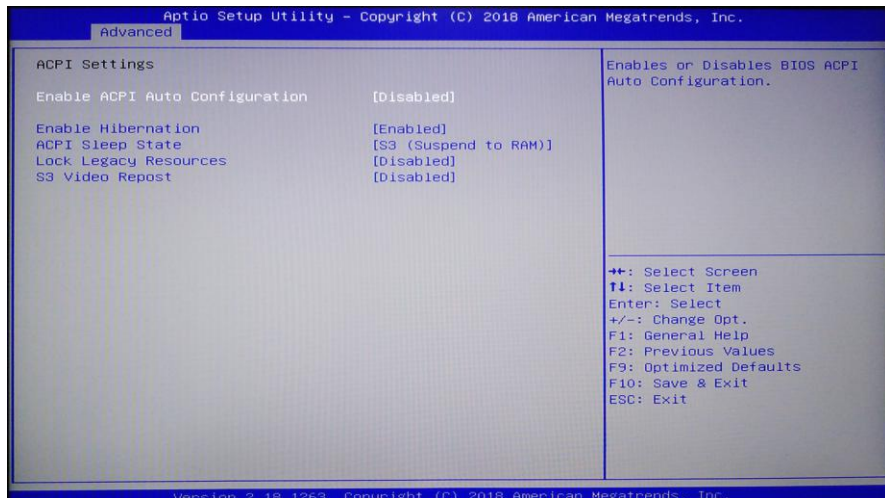 Aptio Setup Utility – Copyright (C) 2018 American Megatrends, Inc.
Advanced
ACPI Settings
Enable ACPI Auto Configuration [Disabled]
Enable Hibernation [Enabled]
ACPI Sleep State [S3 (Suspend to RAM)]
Lock Legacy Resources [Disabled]
S3 Video Repost [Disabled]
Enables or Disables BIOS ACPI
Auto Configuration.
→←: Select Screen
↑↓: Select Item
Enter: Select
+/-: Change Opt.
F1: General Help
F2: Previous Values
F9: Optimized Defaults
F10: Save & Exit
ESC: Exit
Version 2.18.1263. Copyright (C) 2018 American Megatrends, Inc.